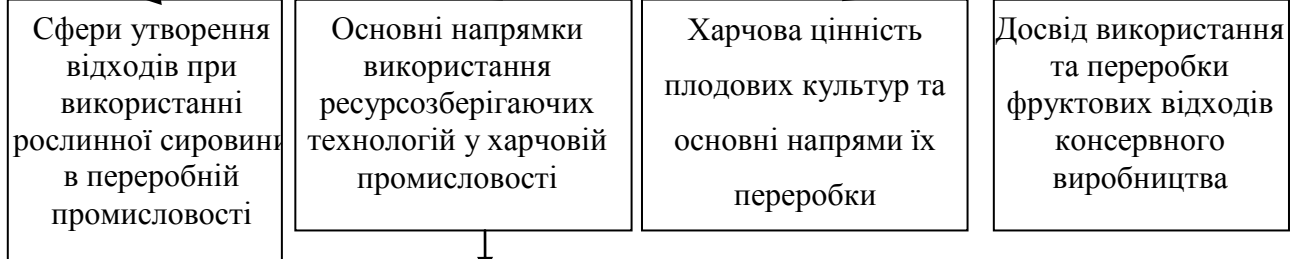 Сфери утворення
відходів при
використанні
рослинної сировини
в переробній
промисловості
Основні напрямки
використання
ресурсозберігаючих
технологій у харчовій
промисловості
Харчова цінність
плодових культур та
основні напрями їх
переробки
Досвід використання
та переробки
фруктових відходів
консервного
виробництва